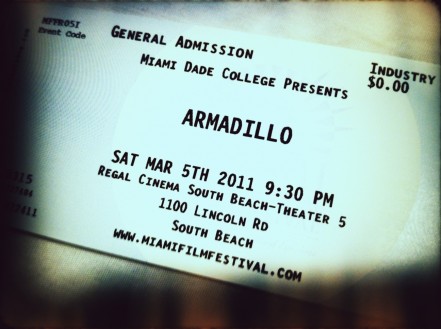 MFFR05I
Event Code
GENERAL ADMISSION
INDUSTRY
$0.00
MIAMI DADE COLLEGE PRESENTS
ARMADILLO
SAT MAR 5TH 2011 9:30 PM
REGAL CINEMA SOUTH BEACH-THEATER 5
1100 LINCOLN RD
SOUTH BEACH
WWW.MIAMIFILMFESTIVAL.COM